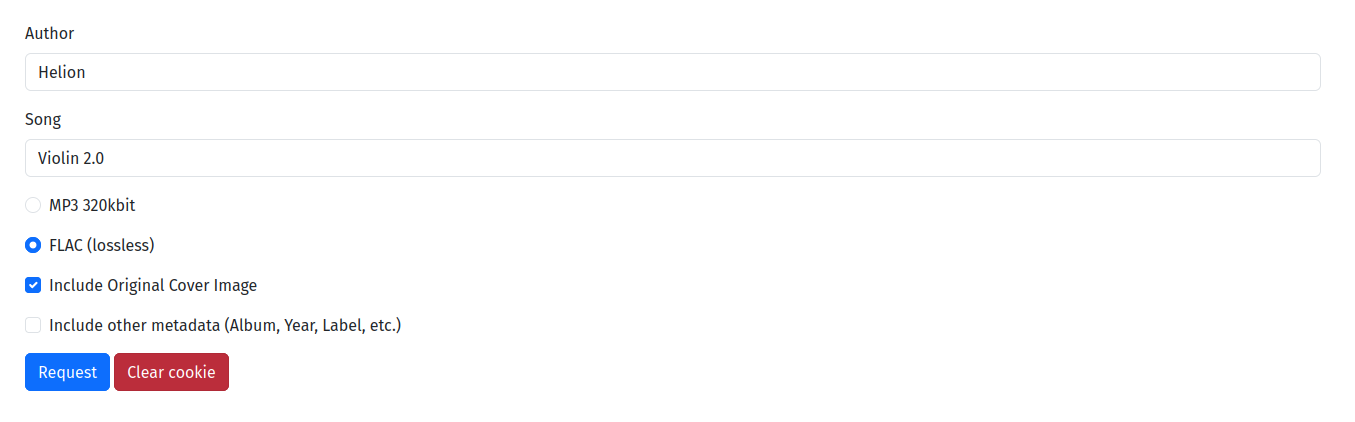 Author
Helion
Song
Violin 2.0
MP3 320kbit
FLAC (lossless)
Include Original Cover Image
Include other metadata (Album, Year, Label, etc.)
Request Clear cookie